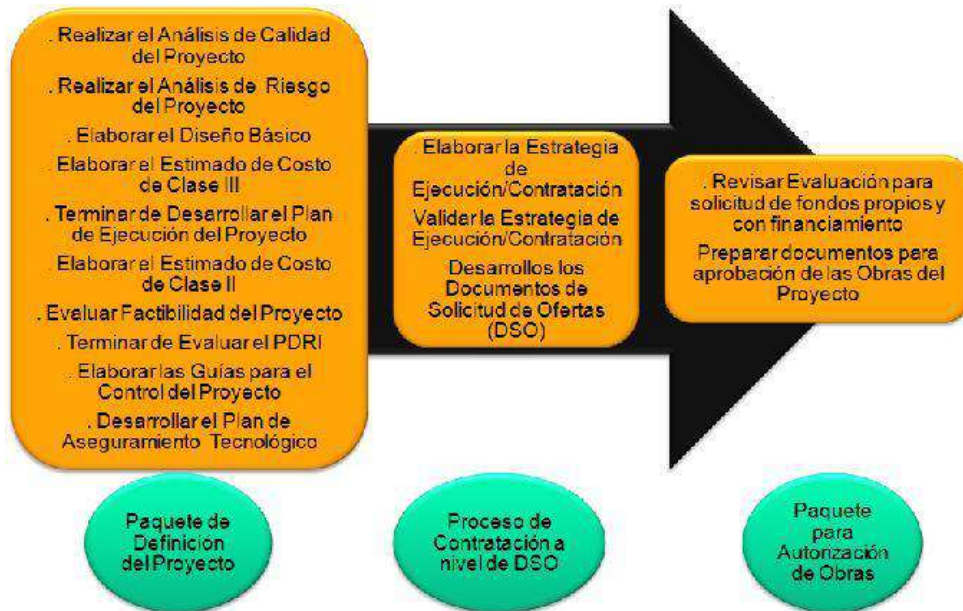 . Realizar el Análisis de Calidad
del Proyecto
. Realizar el Análisis de Riesgo
del Proyecto
. Elaborar el Diseño Básico
. Elaborar el Estimado de Costo
de Clase III
. Terminar de Desarrollar el Plan
de Ejecución del Proyecto
. Elaborar el Estimado de Costo
de Clase II
. Evaluar Factibilidad del Proyecto
. Terminar de Evaluar el PDRI
. Elaborar las Guías para el
Control del Proyecto
. Desarrollar el Plan de
Aseguramiento Tecnológico
. Elaborar la Estrategia
de
Ejecución/Contratación
Validar la Estrategia de
Ejecución/Contratación
Desarrollos los
Documentos de
Solicitud de Ofertas
(DSO)
. Revisar Evaluación para
solicitud de fondos propios y
con financiamiento
Preparar documentos para
aprobación de las Obras del
Proyecto
Paquete de
Definicion
del Proyecto
Proceso de
Contratación a
nivel de DSO
Paquete
para
Autorización
de Obras